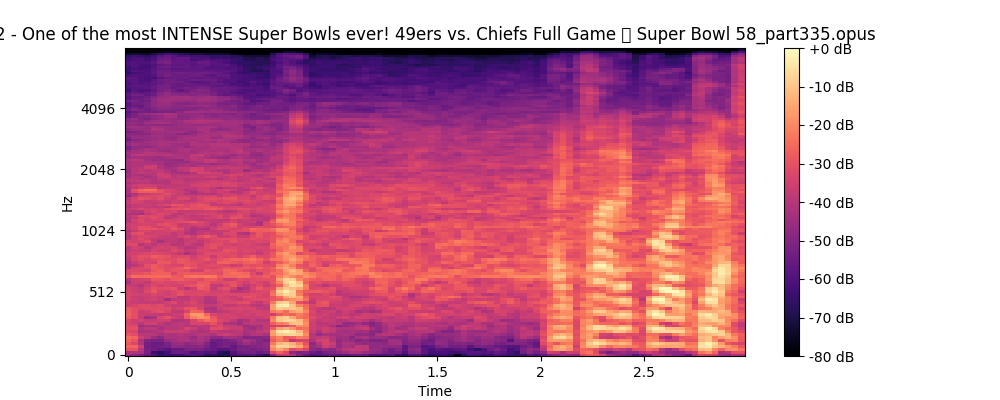 2 - One of the most INTENSE Super Bowls ever! 49ers vs. Chiefs Full Game  Super Bowl 58_part335.opus
+0 dB
-10 dB
-20 dB
-30 dB
-40 dB
-50 dB
-60 dB
-70 dB
-80 dB
4096
2048
1024
512
0
Hz
0
0.5
1
1.5
2
2.5
Time